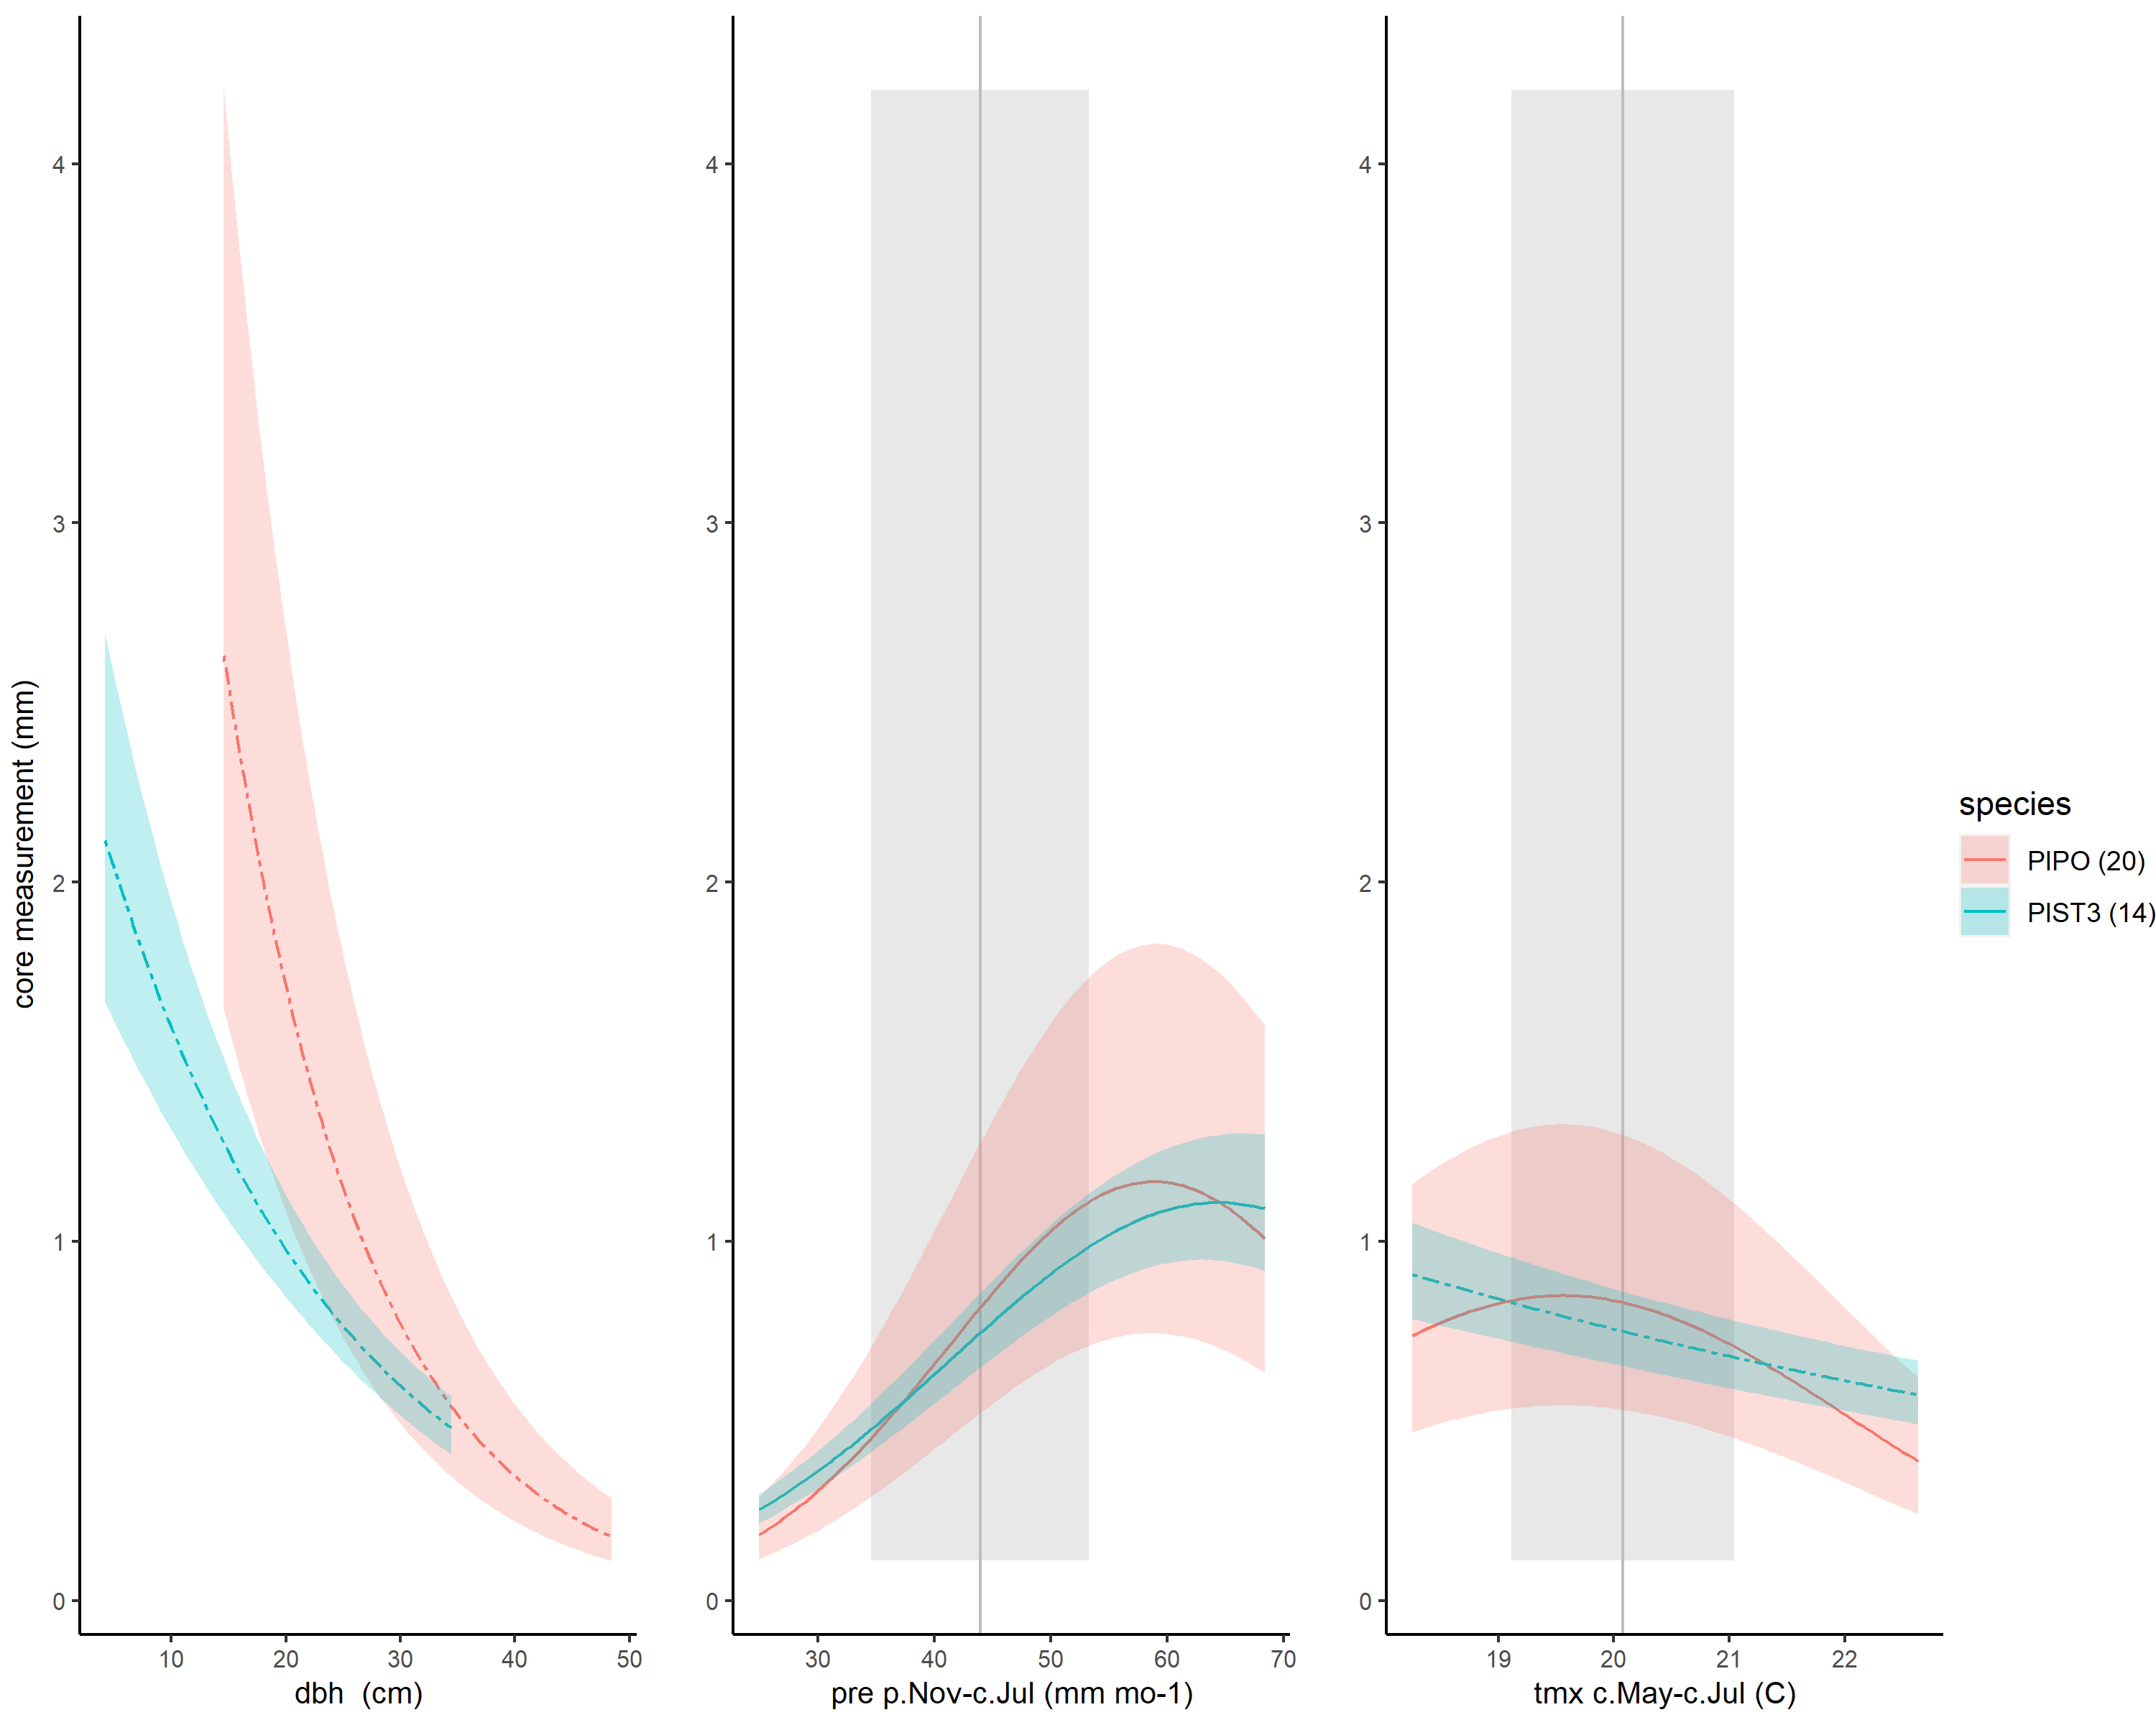 core measurement (mm)
4
3
2
1
0
10 20 30 40 50
dbh  (cm)
4
3
2
1
0
30 40 50 60 70
pre p.Nov-c.Jul (mm mo-1)
4
3
2
1
0
19 20 21 22
tmx c.May-c.Jul (C)
species
PIPO (20)
PIST3 (14)